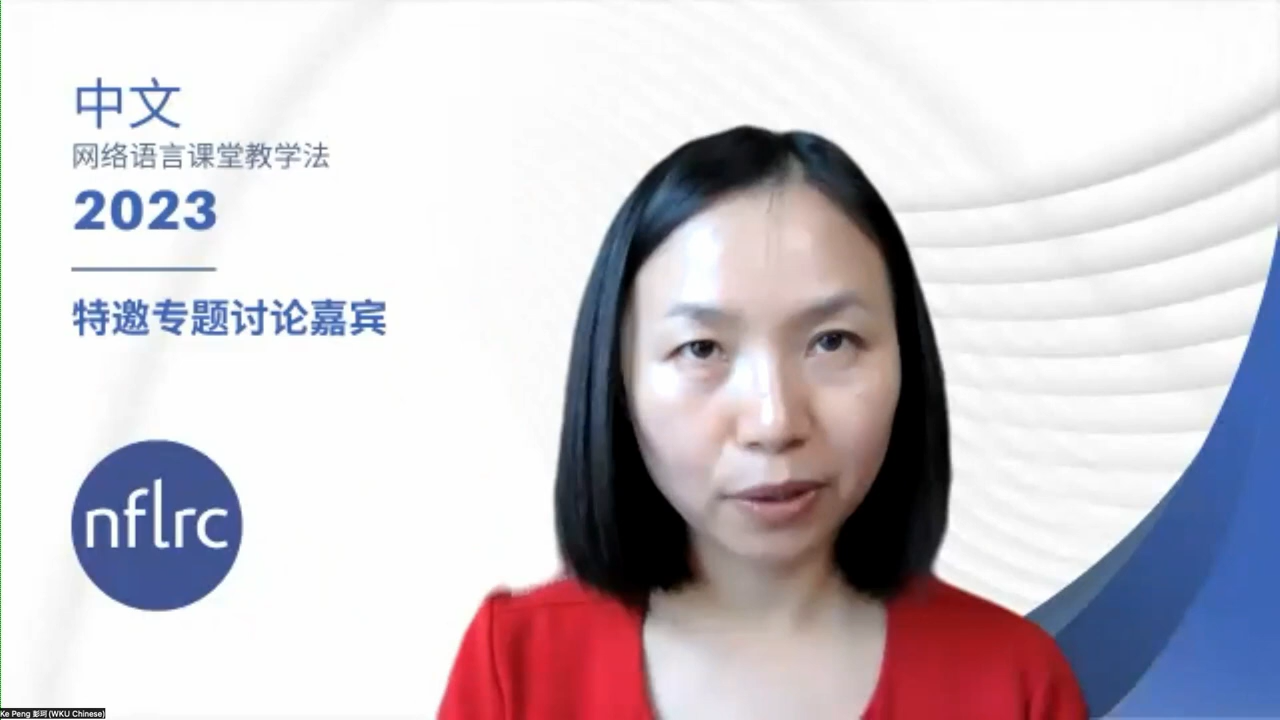 中文
网络语言课堂教学法
2023
特邀专题讨论嘉宾
nflrc
Ke Peng 彭珂(WKU Chinese)